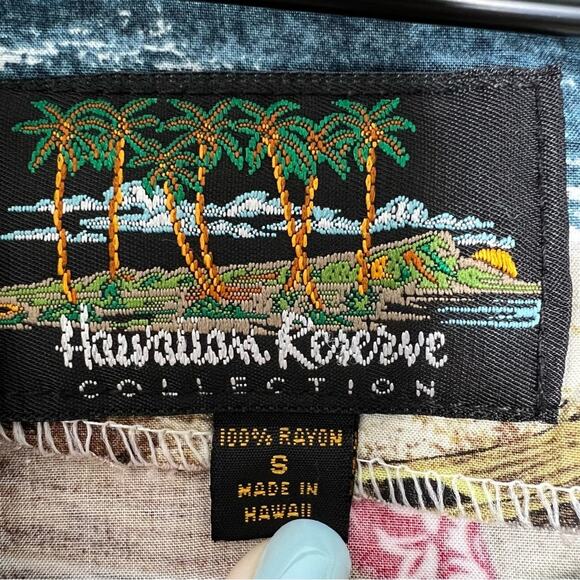 Hawaiian Reserve
COLLECTION
100% RAYON
S
MADE IN
HAWAII